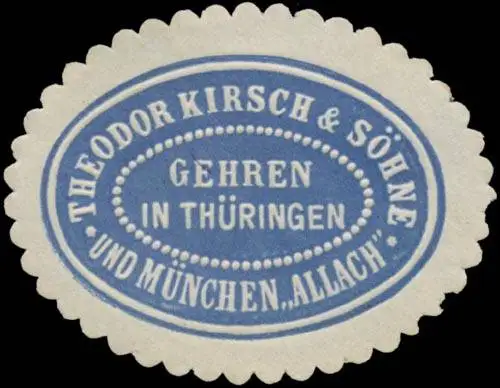 THEODOR KIRSCH & SÖHNE
GEHREN
IN THÜRINGEN
UND MÜNCHEN „ALLACH"